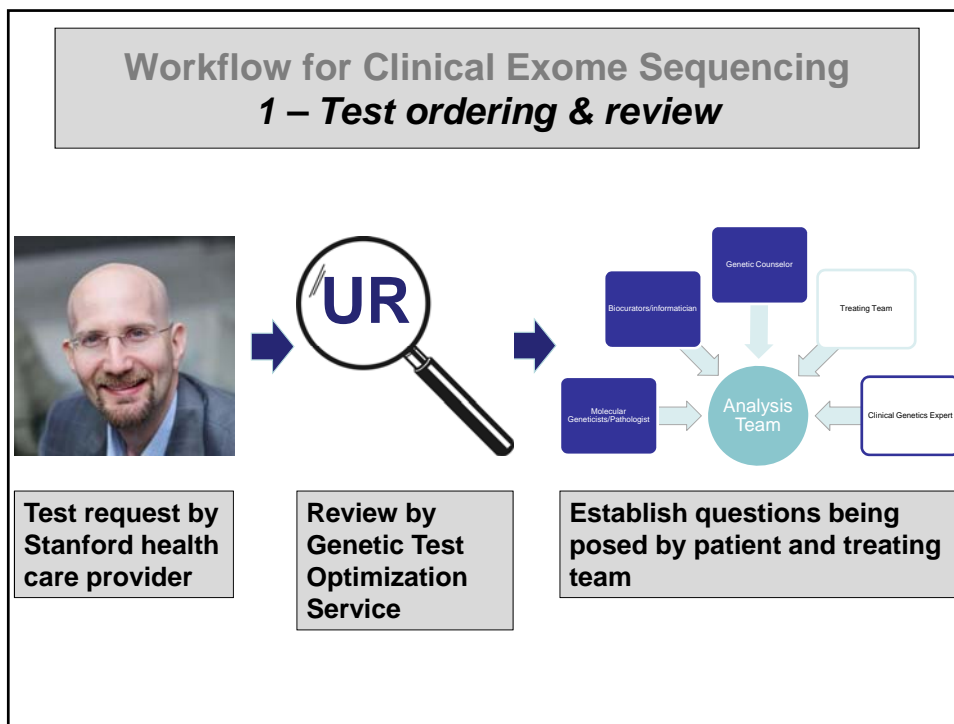 Workflow for Clinical Exome Sequencing
1 – Test ordering & review
UR
Genetic Counselor
Biocurators/informatician
Treating Team
Molecular
Geneticists/Pathologist
Analysis
Team
Clinical Genetics Expert
Test request by
Stanford health
care provider
Review by
Genetic Test
Optimization
Service
Establish questions being
posed by patient and treating
team